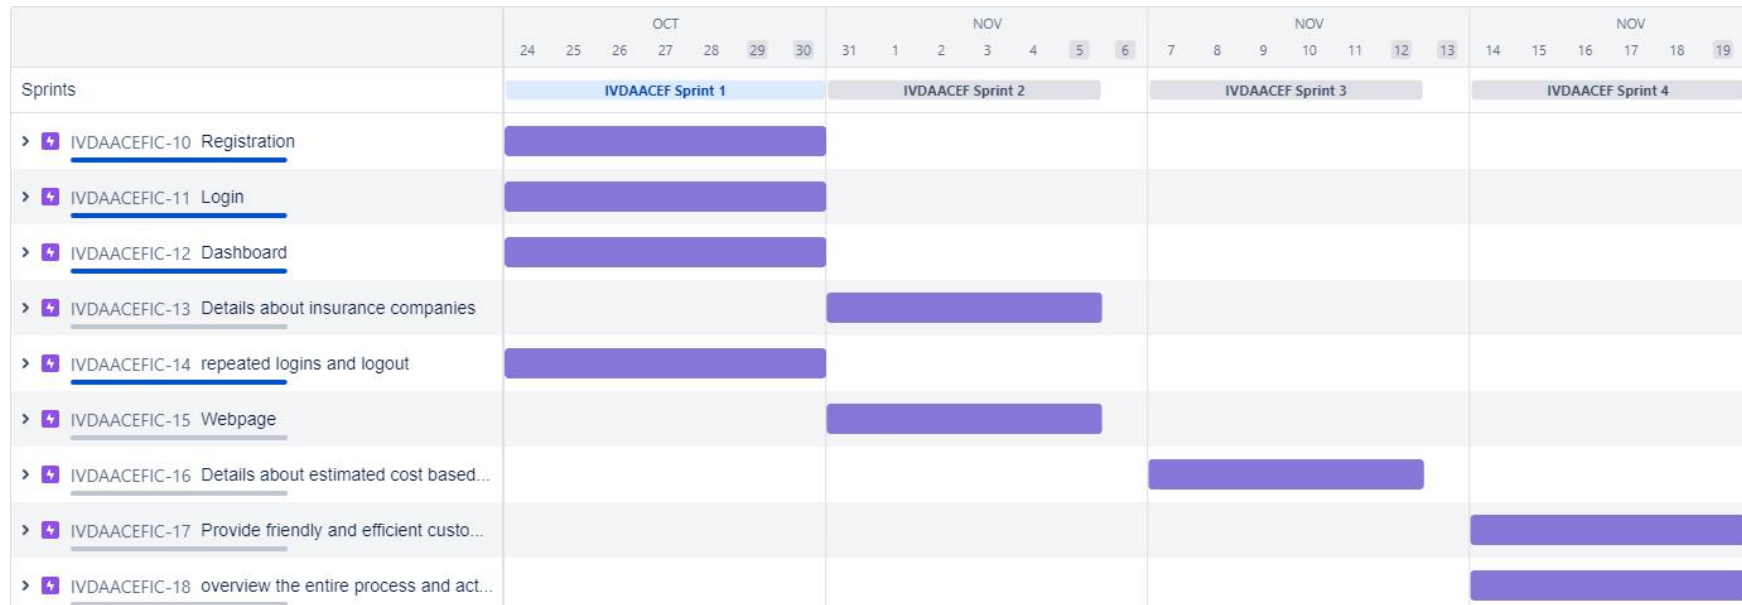 OCT NOV NOV NOV
24 25 26 27 28 29 30 31 1 2 3 4 5 6 7 8 9 10 11 12 13 14 15 16 17 18 19
Sprints IVDAACEF Sprint 1 IVDAACEF Sprint 2 IVDAACEF Sprint 3 IVDAACEF Sprint 4
IVDAACEFIC-10 Registration
IVDAACEFIC-11 Login
IVDAACEFIC-12 Dashboard
IVDAACEFIC-13 Details about insurance companies
IVDAACEFIC-14 repeated logins and logout
IVDAACEFIC-15 Webpage
IVDAACEFIC-16 Details about estimated cost based...
IVDAACEFIC-17 Provide friendly and efficient custo...
IVDAACEFIC-18 overview the entire process and act...